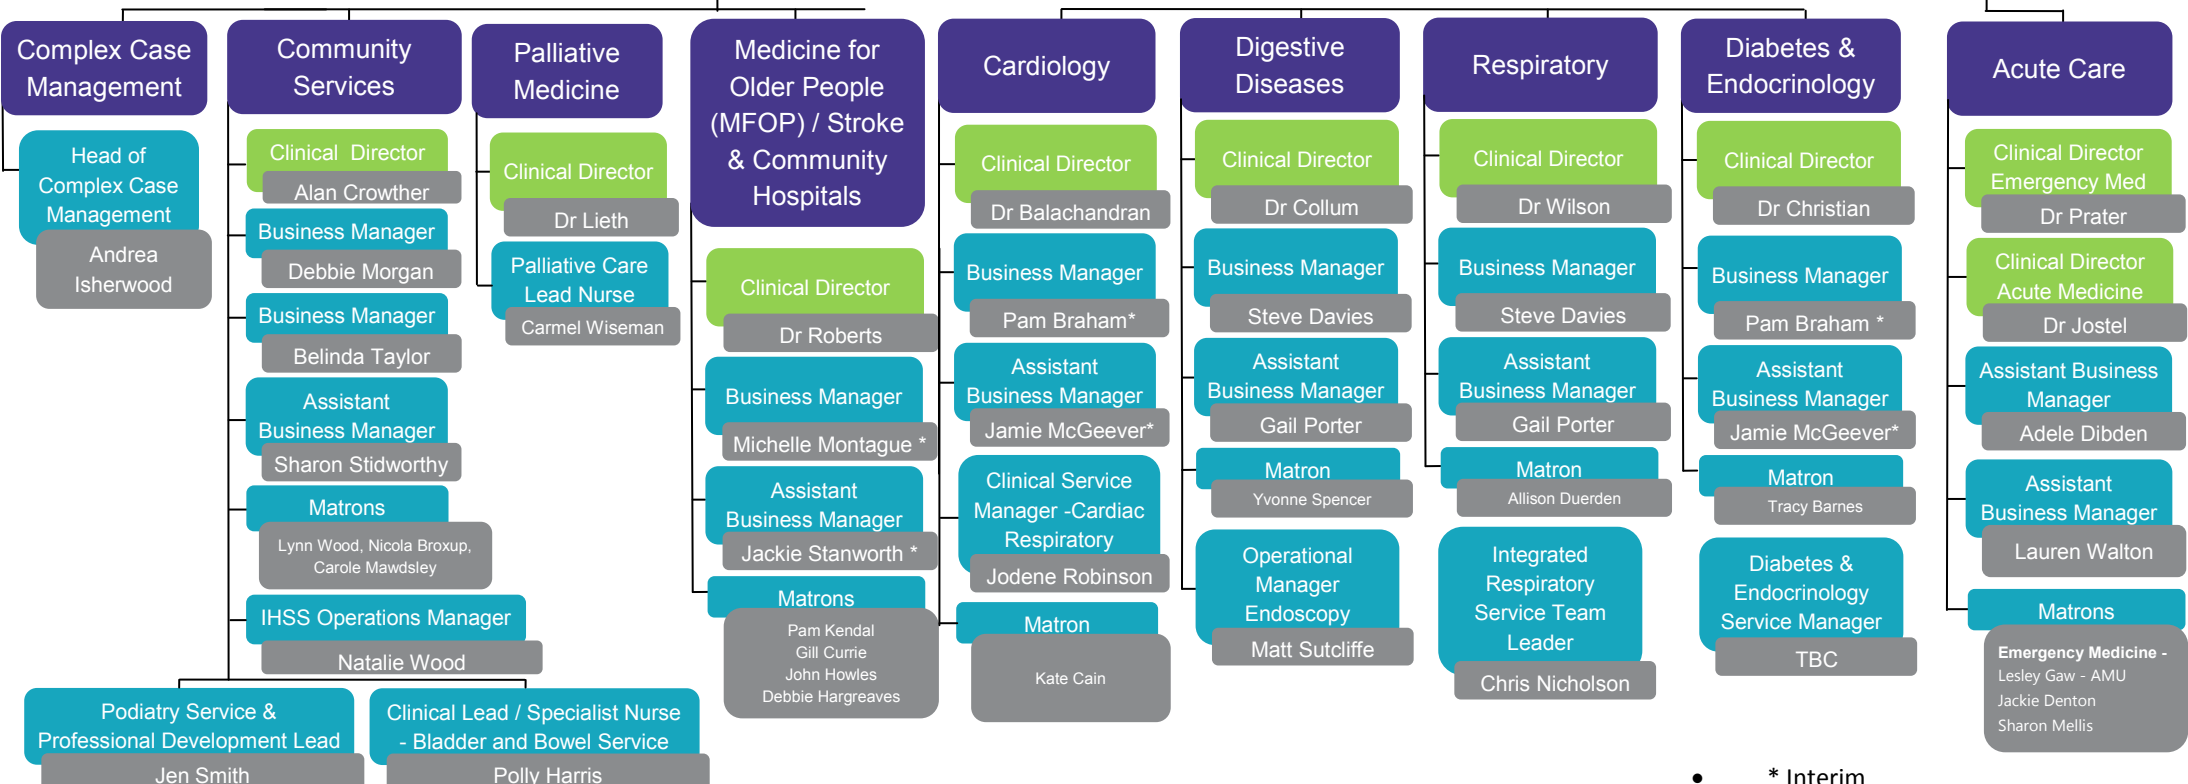 Complex Case
Management
Head of
Complex Case
Management
Andrea
Isherwood
Community
Services
Clinical  Director
Alan Crowther
Business Manager
Debbie Morgan
Business Manager
Belinda Taylor
Assistant
Business Manager
Sharon Stidworthy
Matrons
Lynn Wood, Nicola Broxup,
Carole Mawdsley
IHSS Operations Manager
Natalie Wood
Podiatry Service &
Professional Development Lead
Jen Smith
Clinical Lead / Specialist Nurse
- Bladder and Bowel Service
Polly Harris
Palliative
Medicine
Clinical Director
Dr Lieth
Palliative Care
Lead Nurse
Carmel Wiseman
Medicine for
Older People
(MFOP) / Stroke
& Community
Hospitals
Clinical Director
Dr Roberts
Business Manager
Michelle Montague *
Assistant
Business Manager
Jackie Stanworth *
Matrons
Pam Kendal
Gill Currie
John Howles
Debbie Hargreaves
Cardiology
Clinical Director
Dr Balachandran
Business Manager
Pam Braham*
Assistant
Business Manager
Jamie McGeever*
Clinical Service
Manager -Cardiac
Respiratory
Jodene Robinson
Matron
Kate Cain
Digestive
Diseases
Clinical Director
Dr Collum
Business Manager
Steve Davies
Assistant
Business Manager
Gail Porter
Matron
Yvonne Spencer
Operational
Manager
Endoscopy
Matt Sutcliffe
Respiratory
Clinical Director
Dr Wilson
Business Manager
Steve Davies
Assistant
Business Manager
Gail Porter
Matron
Allison Duerden
Integrated
Respiratory
Service Team
Leader
Chris Nicholson
Diabetes &
Endocrinology
Clinical Director
Dr Christian
Business Manager
Pam Braham *
Assistant
Business Manager
Jamie McGeever*
Matron
Tracy Barnes
Diabetes &
Endocrinology
Service Manager
TBC
Acute Care
Clinical Director
Emergency Med
Dr Prater
Clinical Director
Acute Medicine
Dr Jostel
Assistant Business
Manager
Adele Dibden
Assistant
Business Manager
Lauren Walton
Matrons
Emergency Medicine -
Lesley Gaw - AMU
Jackie Denton
Sharon Mellis
• * Interim